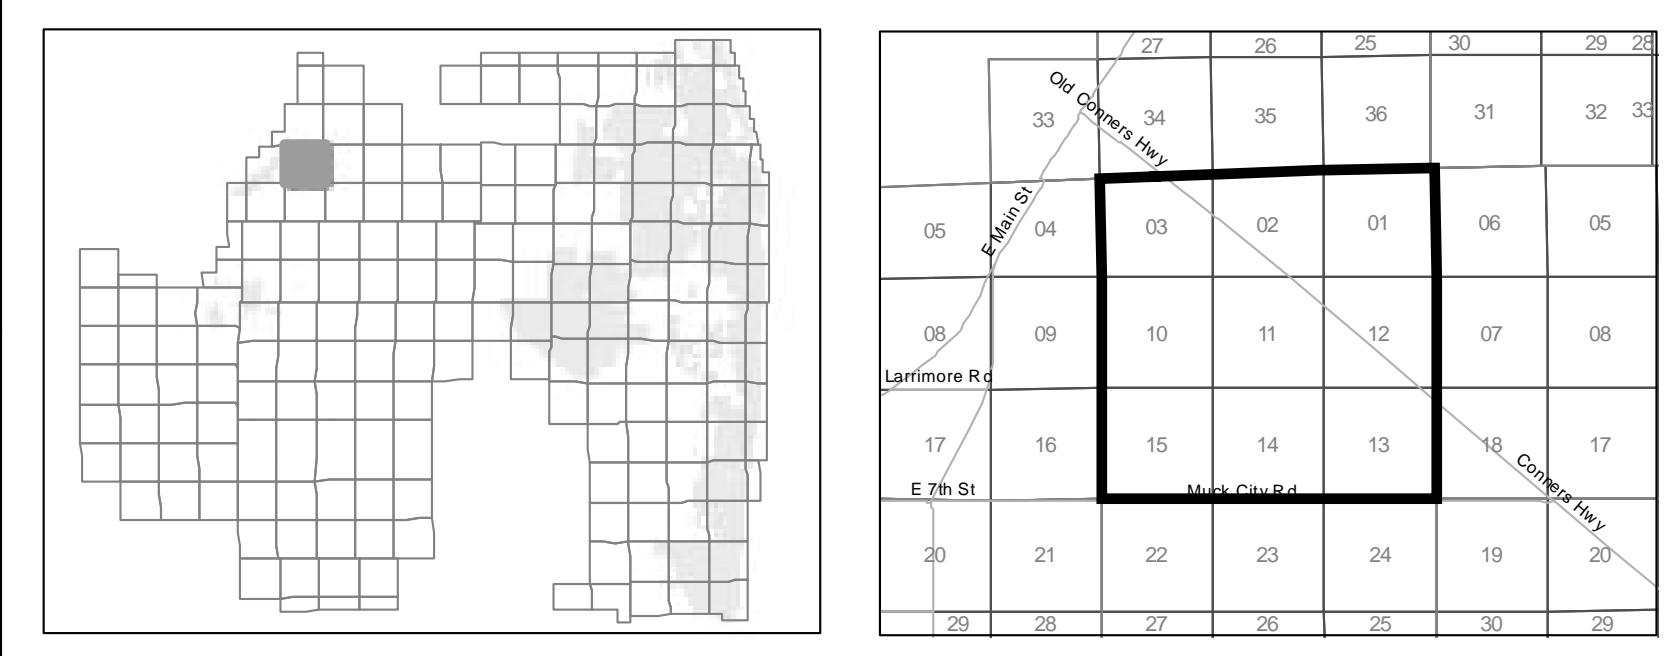 27 26 25 30 29 28
Old Conners Hwy
33 34 35 36 31 32 33
E Main St
05 04 03 02 01 06 05
08 09 10 11 12 07 08
Larrimore Rd
17 16 15 14 13 18 17
Conners Hwy
E 7th St
Muck City Rd
20 21 22 23 24 19 20
29 28 27 26 25 30 29